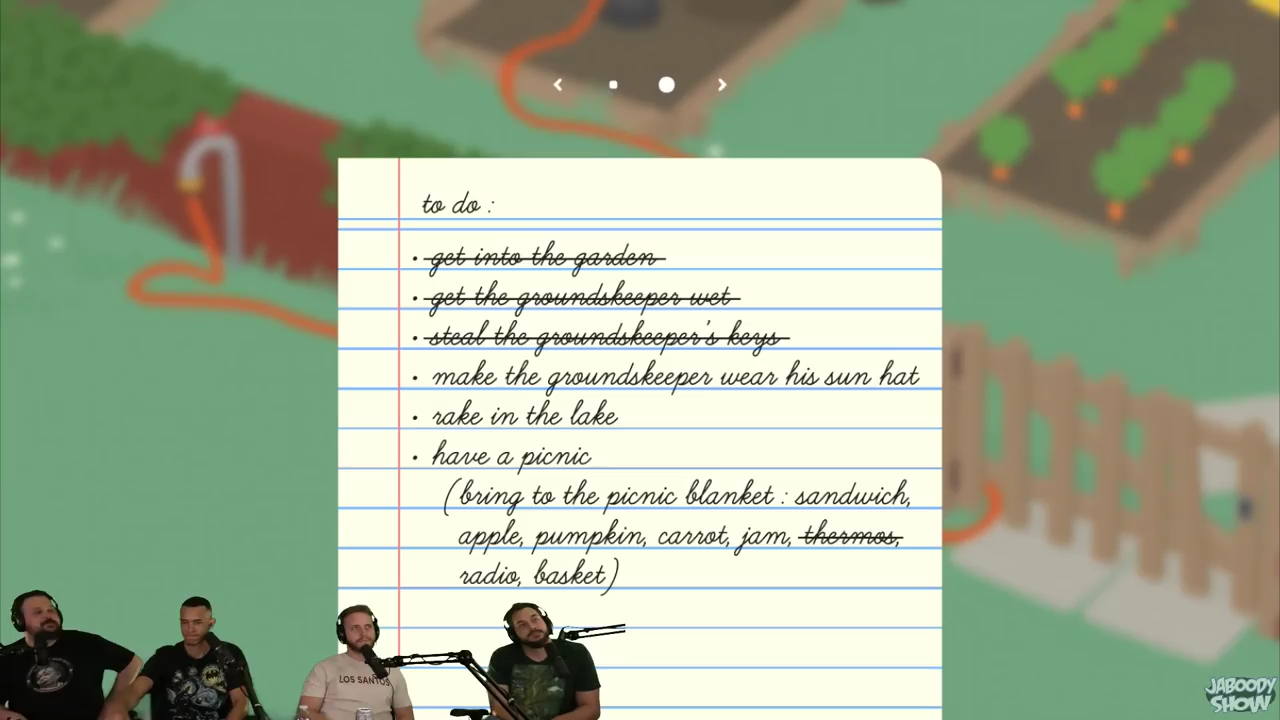 to do :
• get into the garden
• get the groundskeeper wet
• steal the groundskeeper's keys
• make the groundskeeper wear his sun hat
• rake in the lake
• have a picnic
(bring to the picnic blanket : sandwich,
apple, pumpkin, carrot, jam, thermos,
radio, basket)
LOS SANTOS
JABOODY
SHOW